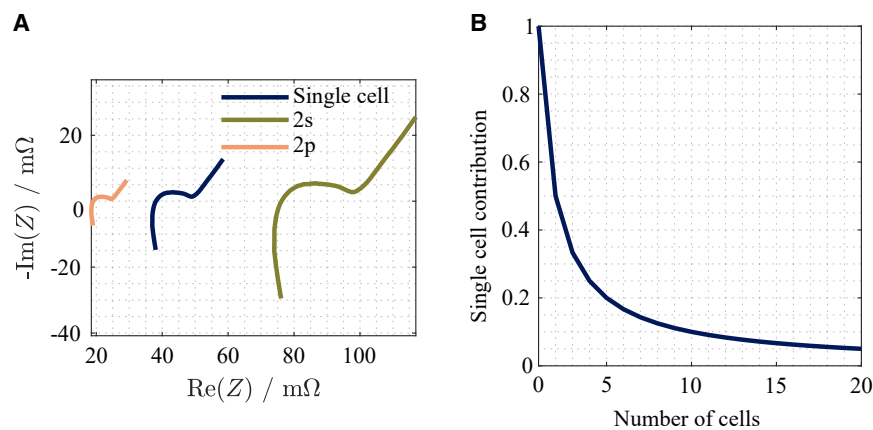 A
Single cell
2s
2p
20
0
-20
-40
20
40
60
80
100
-Im(Z) / mΩ
Re(Z) / mΩ
B
1
0.8
0.6
0.4
0.2
0
0
5
10
15
20
Single cell contribution
Number of cells